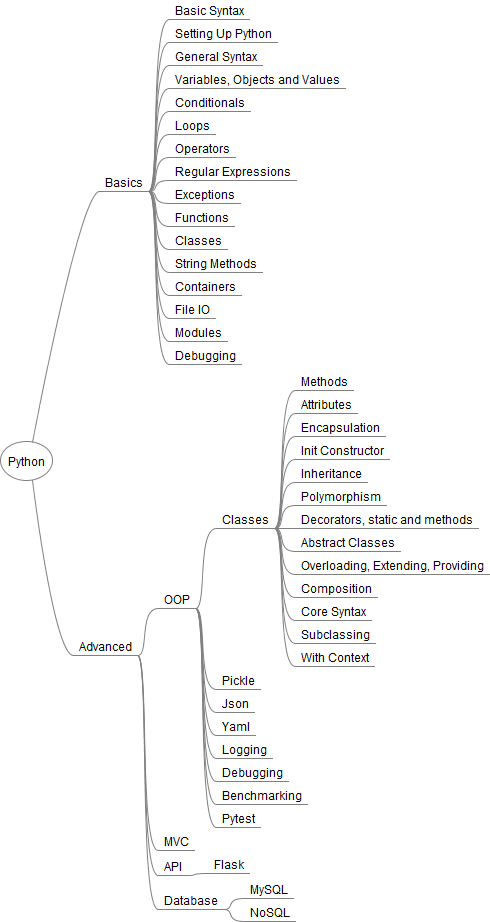 Python
Basics
Basic Syntax
Setting Up Python
General Syntax
Variables, Objects and Values
Conditionals
Loops
Operators
Regular Expressions
Exceptions
Functions
Classes
String Methods
Containers
File IO
Modules
Debugging
Advanced
OOP
Classes
Methods
Attributes
Encapsulation
Init Constructor
Inheritance
Polymorphism
Decorators, static and methods
Abstract Classes
Overloading, Extending, Providing
Composition
Core Syntax
Subclassing
With Context
Pickle
Json
Yaml
Logging
Debugging
Benchmarking
Pytest
MVC
API
Flask
Database
MySQL
NoSQL